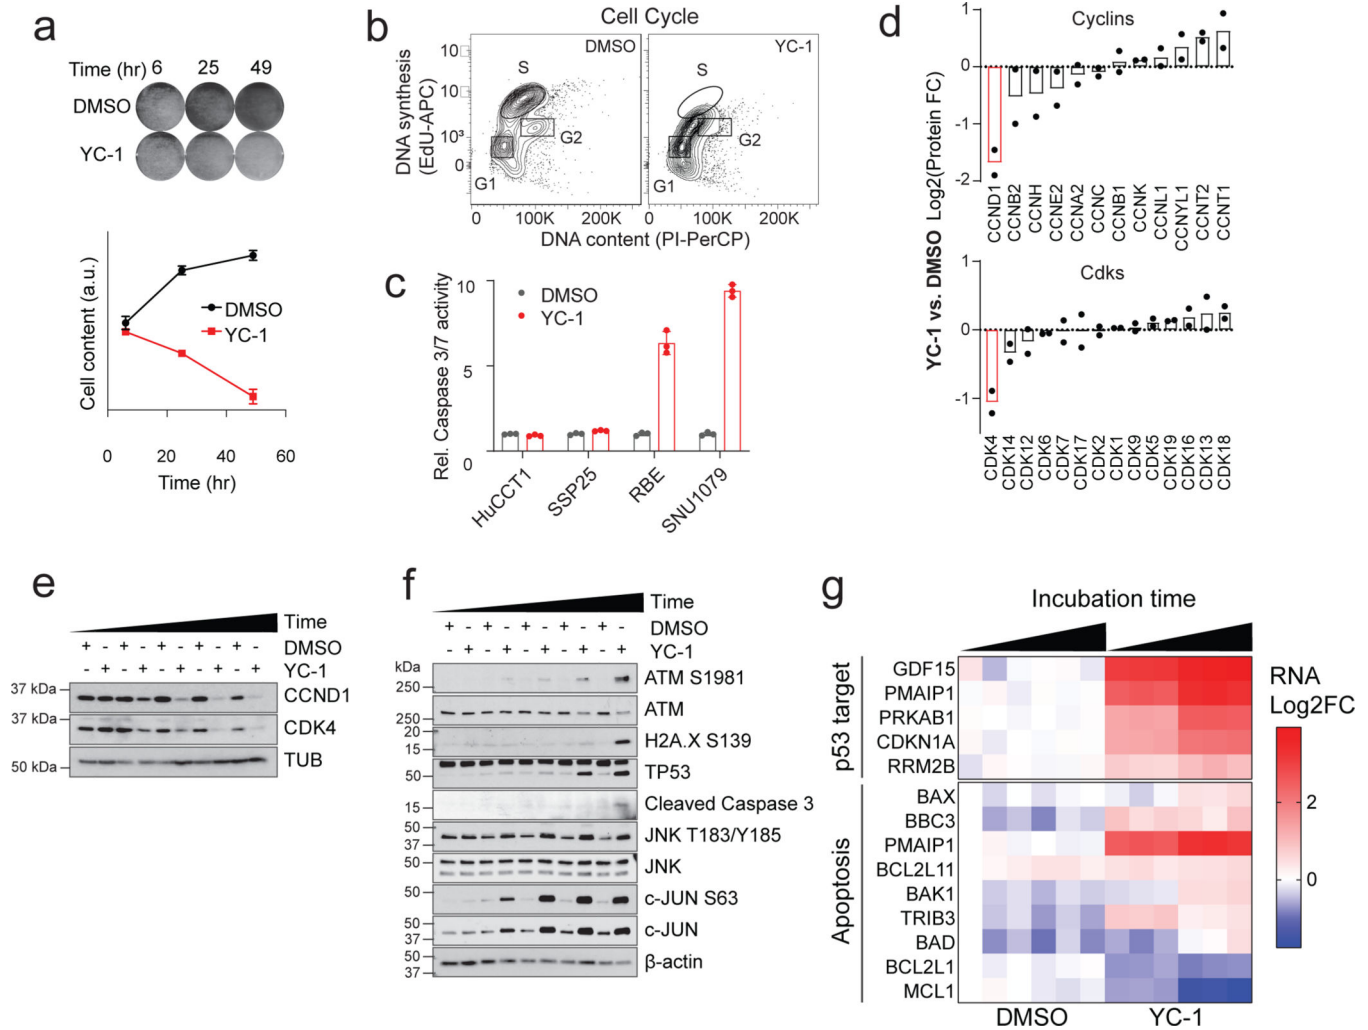 a
Time (hr) 6 25 49
DMSO
YC-1
Cell content (a.u.)
DMSO
YC-1
0 20 40 60
Time (hr)
b
Cell Cycle
DMSO
YC-1
S
S
G2
G2
G1
G1
10³
0
DNA synthesis
(EdU-APC)
0 100K 200K
0 100K 200K
DNA content (PI-PerCP)
c
Rel. Caspase 3/7 activity
10
5
0
DMSO
YC-1
HuCCT1
SSP25
RBE
SNU1079
d
YC-1 vs. DMSO Log2(Protein FC)
Cyclins
1
0
-1
-2
CCND1
CCNB2
CCNH
CCNE2
CCNA2
CCNC
CCNB1
CCNK
CCNL1
CCNYL1
CCNT2
CCNT1
Cdks
1
0
-1
CDK4
CDK14
CDK12
CDK6
CDK7
CDK17
CDK2
CDK1
CDK9
CDK5
CDK19
CDK16
CDK13
CDK18
e
Time
+ - + - + - + - + - DMSO
- + - + - + - + - + YC-1
37 kDa CCND1
37 kDa CDK4
50 kDa TUB
f
Time
+ - + - + - + - + - DMSO
- + - + - + - + - + YC-1
kDa
250 ATM S1981
250 ATM
20
15 H2A.X S139
50 TP53
15 Cleaved Caspase 3
50
37 JNK T183/Y185
50 JNK
50 c-JUN S63
50
37 c-JUN
50
37 β-actin
g
Incubation time
p53 target
GDF15
PMAIP1
PRKAB1
CDKN1A
RRM2B
Apoptosis
BAX
BBC3
PMAIP1
BCL2L11
BAK1
TRIB3
BAD
BCL2L1
MCL1
DMSO YC-1
RNA
Log2FC
2
0